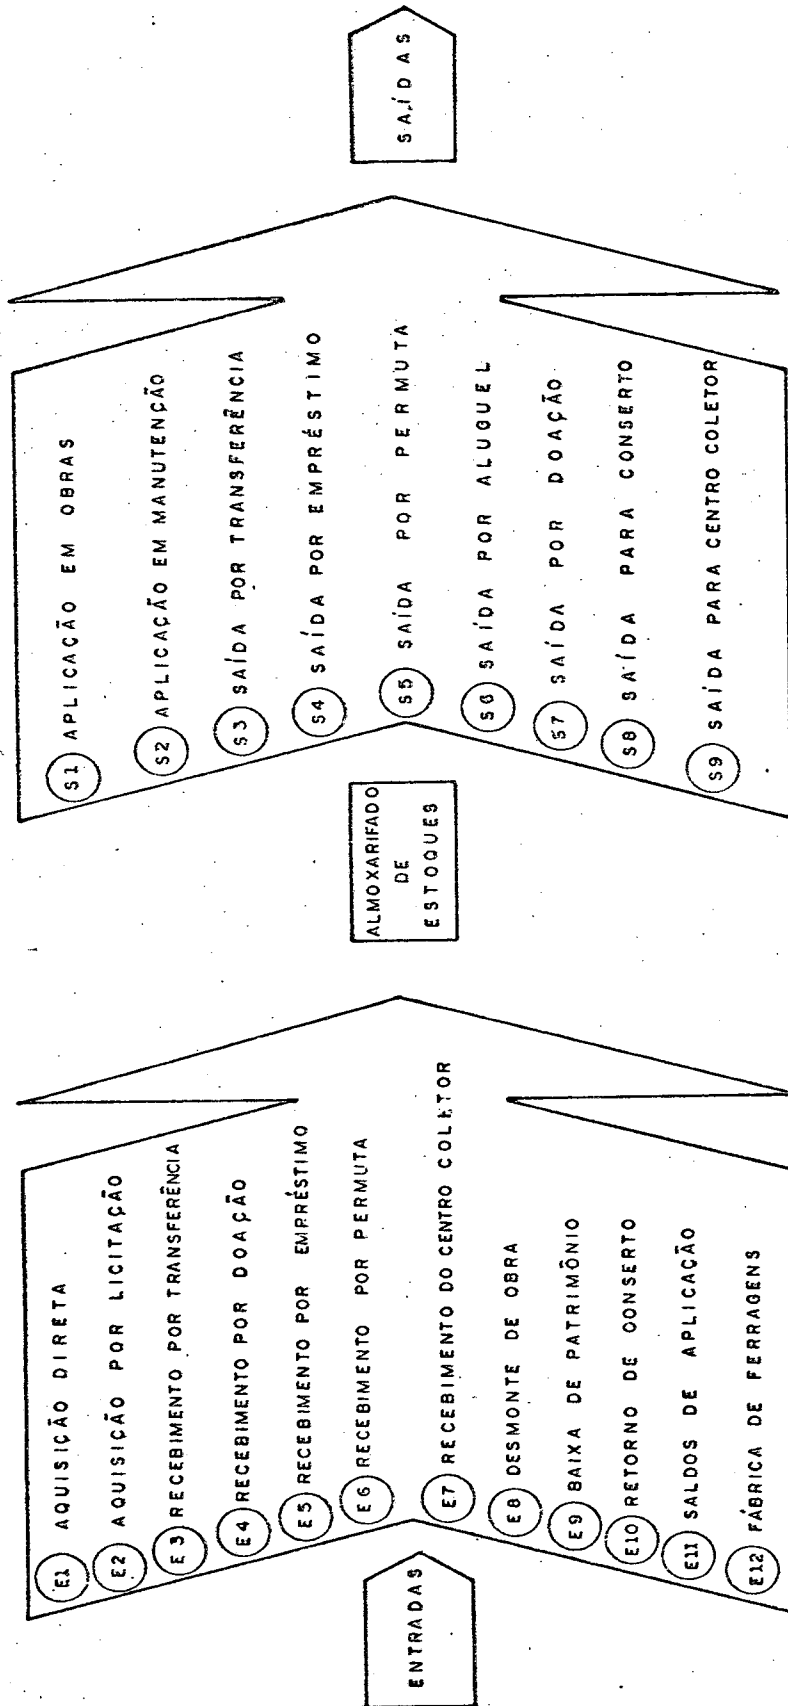 ENTRADAS
E1 AQUISIÇÃO DIRETA
E2 AQUISIÇÃO POR LICITAÇÃO
E3 RECEBIMENTO POR TRANSFERÊNCIA
E4 RECEBIMENTO POR DOAÇÃO
E5 RECEBIMENTO POR EMPRÉSTIMO
E6 RECEBIMENTO POR PERMUTA
E7 RECEBIMENTO DO CENTRO COLETOR
E8 DESMONTE DE OBRA
E9 BAIXA DE PATRIMÔNIO
E10 RETORNO DE CONSERTO
E11 SALDOS DE APLICAÇÃO
E12 FÁBRICA DE FERRAGENS
ALMOXARIFADO
DE
ESTOQUES
S1 APLICAÇÃO EM OBRAS
S2 APLICAÇÃO EM MANUTENÇÃO
S3 SAÍDA POR TRANSFERÊNCIA
S4 SAÍDA POR EMPRÉSTIMO
S5 SAÍDA POR PERMUTA
S6 SAÍDA POR ALUGUEL
S7 SAÍDA POR DOAÇÃO
S8 SAÍDA PARA CONSERTO
S9 SAÍDA PARA CENTRO COLETOR
SAÍDAS